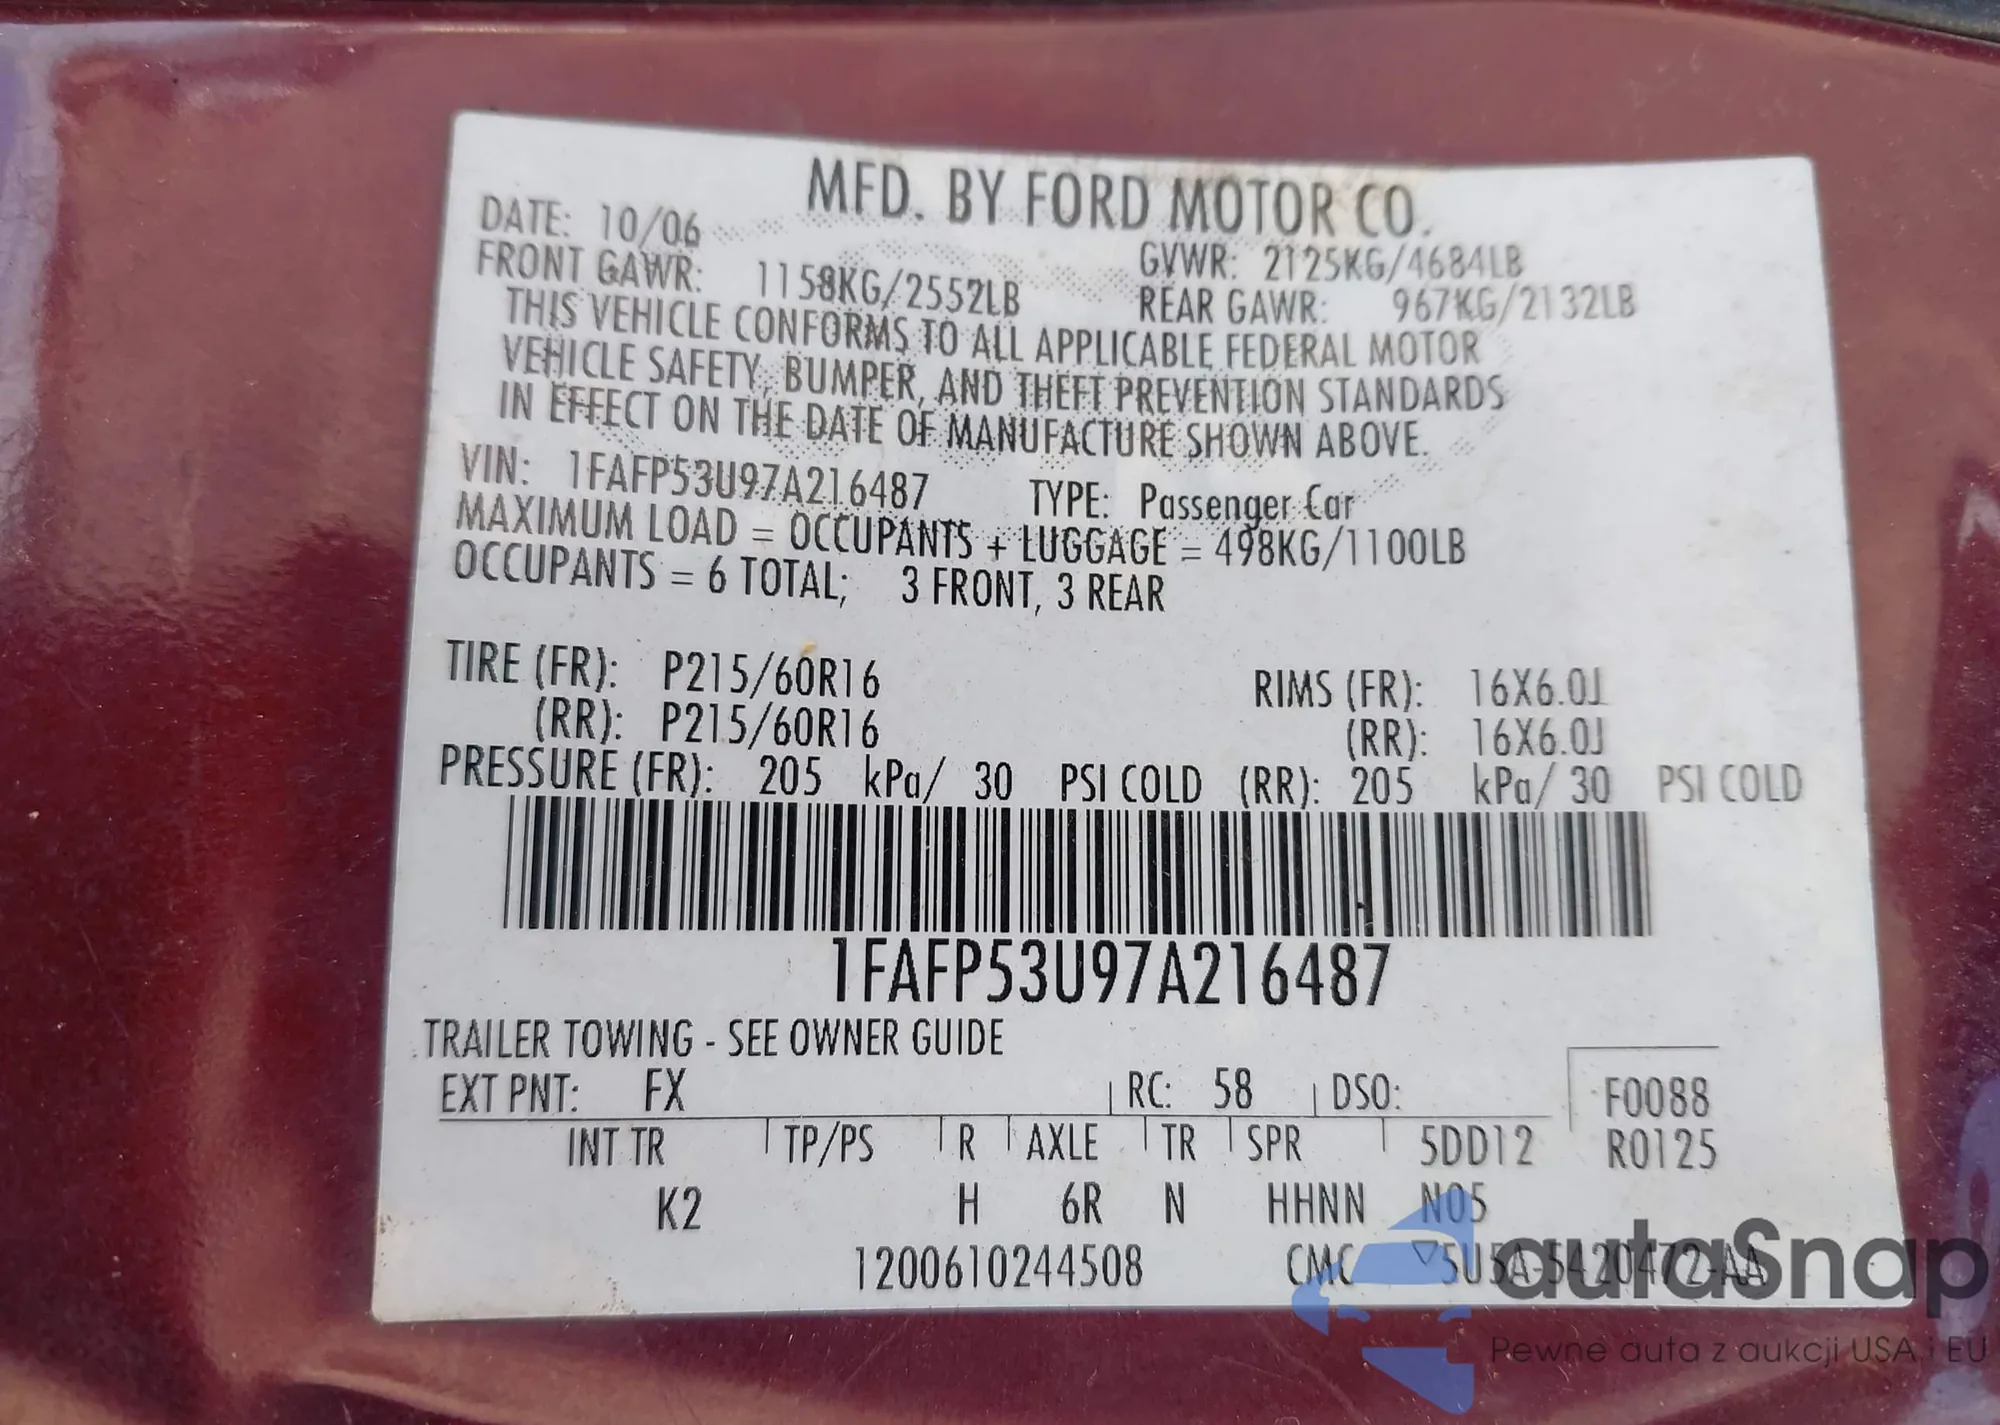 MFD. BY FORD MOTOR CO.
DATE: 10/06 GVWR: 2125KG/4684LB
FRONT GAWR: 1158KG/2552LB REAR GAWR: 967KG/2132LB
THIS VEHICLE CONFORMS TO ALL APPLICABLE FEDERAL MOTOR
VEHICLE SAFETY, BUMPER, AND THEFT PREVENTION STANDARDS
IN EFFECT ON THE DATE OF MANUFACTURE SHOWN ABOVE.
VIN: 1FAFP53U97A216487 TYPE: Passenger Car
MAXIMUM LOAD = OCCUPANTS + LUGGAGE = 498KG/1100LB
OCCUPANTS = 6 TOTAL; 3 FRONT, 3 REAR
TIRE (FR): P215/60R16 RIMS (FR): 16X6.0J
(RR): P215/60R16 (RR): 16X6.0J
PRESSURE (FR): 205 kPa/ 30 PSI COLD (RR): 205 kPa/ 30 PSI COLD
1FAFP53U97A216487
TRAILER TOWING - SEE OWNER GUIDE
EXT PNT: FX RC: 58 DSO: F0088
INT TR TP/PS R AXLE TR SPR 5DD12 R0125
K2 H 6R N HHNN N05
1200610244508 CMC ▽5U5A-5420472-AA
autaSnap
Pewne auta z aukcji USA i EU